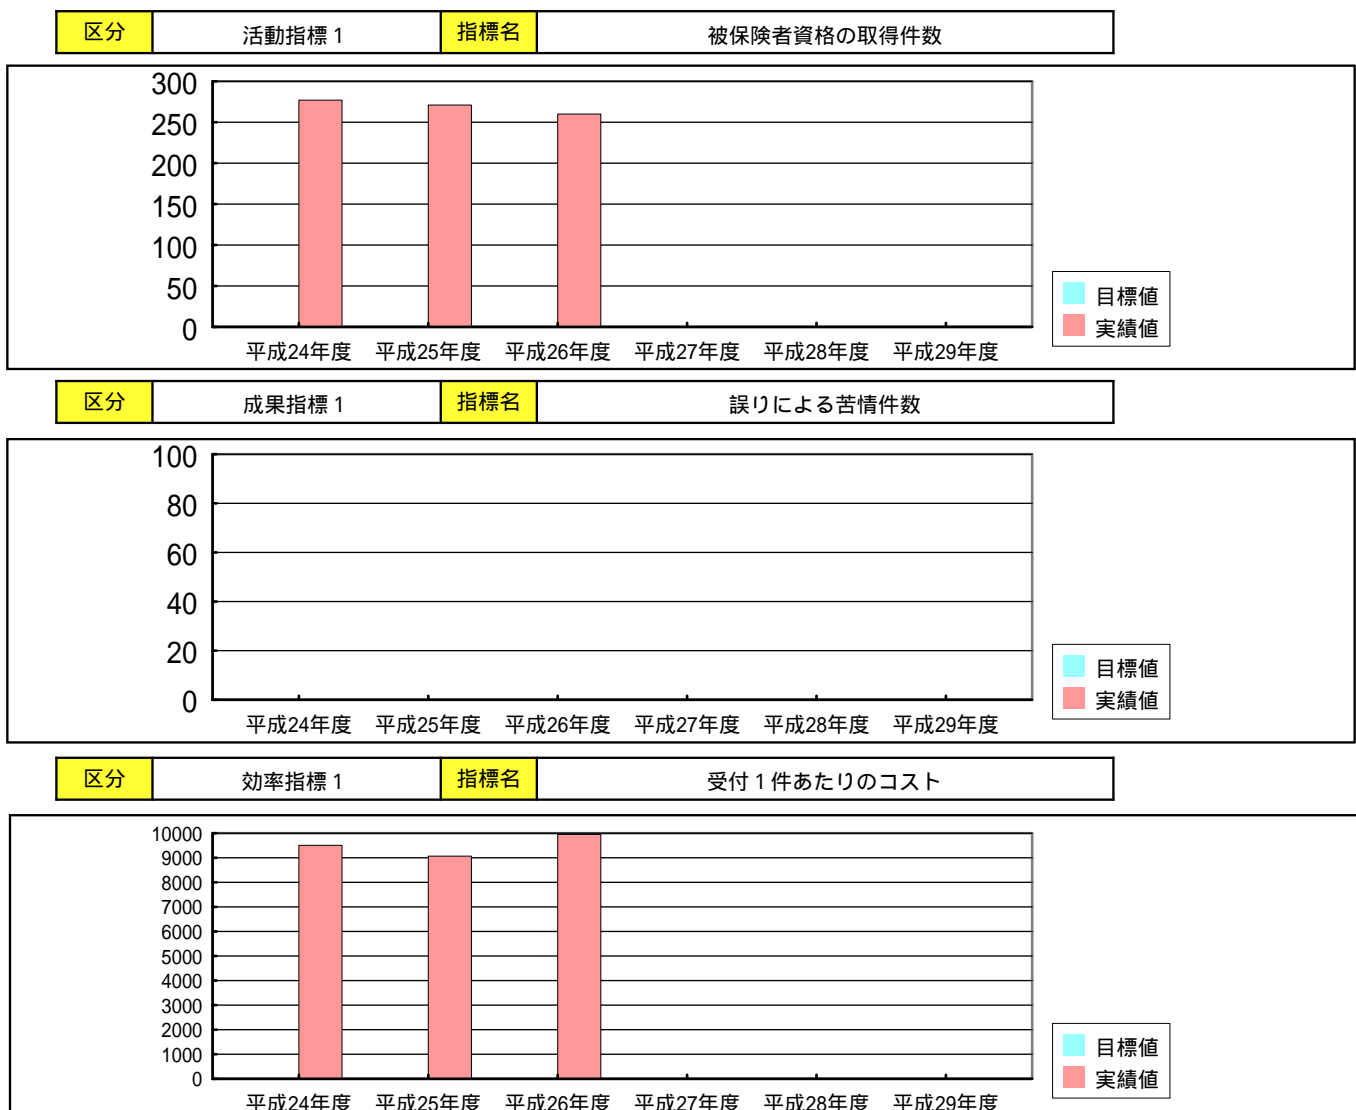 区分 活動指標１ 指標名 被保険者資格の取得件数
300
250
200
150
100
50
0
平成24年度 平成25年度 平成26年度 平成27年度 平成28年度 平成29年度
目標値
実績値
区分 成果指標１ 指標名 誤りによる苦情件数
100
80
60
40
20
0
平成24年度 平成25年度 平成26年度 平成27年度 平成28年度 平成29年度
目標値
実績値
区分 効率指標１ 指標名 受付１件あたりのコスト
10000
9000
8000
7000
6000
5000
4000
3000
2000
1000
0
平成24年度 平成25年度 平成26年度 平成27年度 平成28年度 平成29年度
目標値
実績値